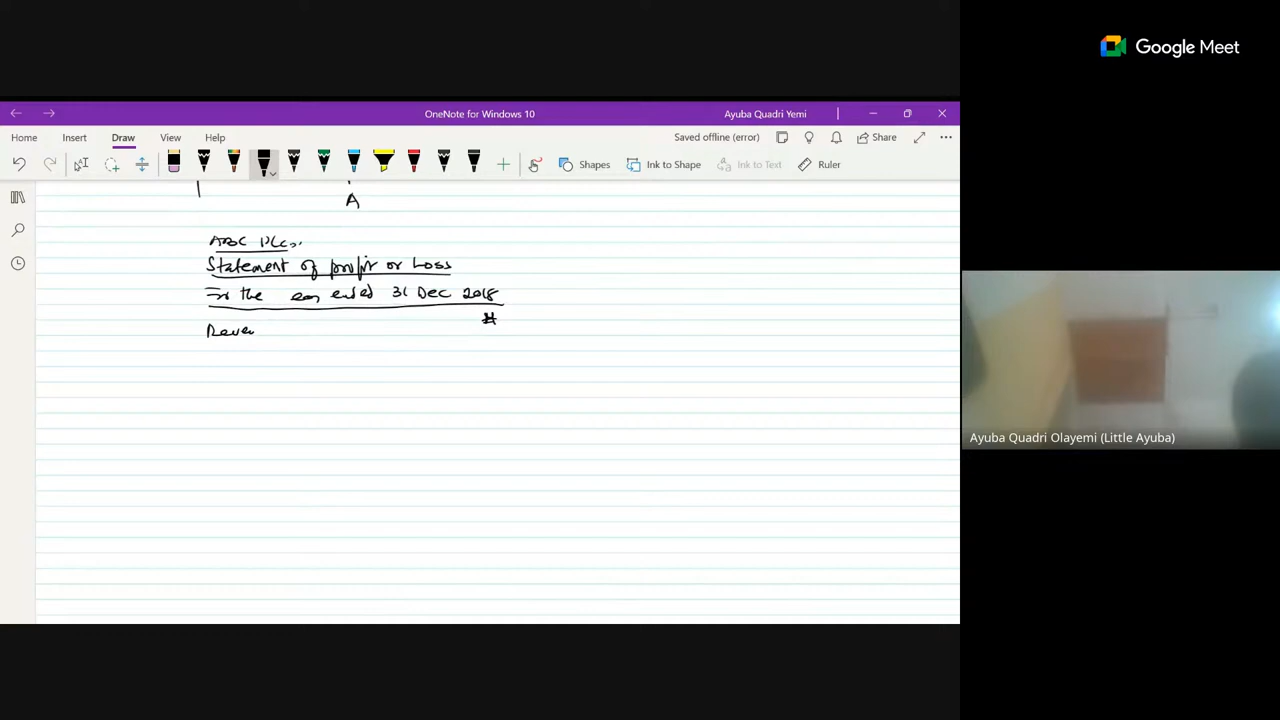 Google Meet
OneNote for Windows 10
Ayuba Quadri Yemi
Home Insert Draw View Help
Saved offline (error)
Share
Shapes
Ink to Shape
Ink to Text
Ruler
A
ABC PLC
Statement of profit or Loss
For the ended 31 Dec 2018
#
Reven
Ayuba Quadri Olayemi (Little Ayuba)